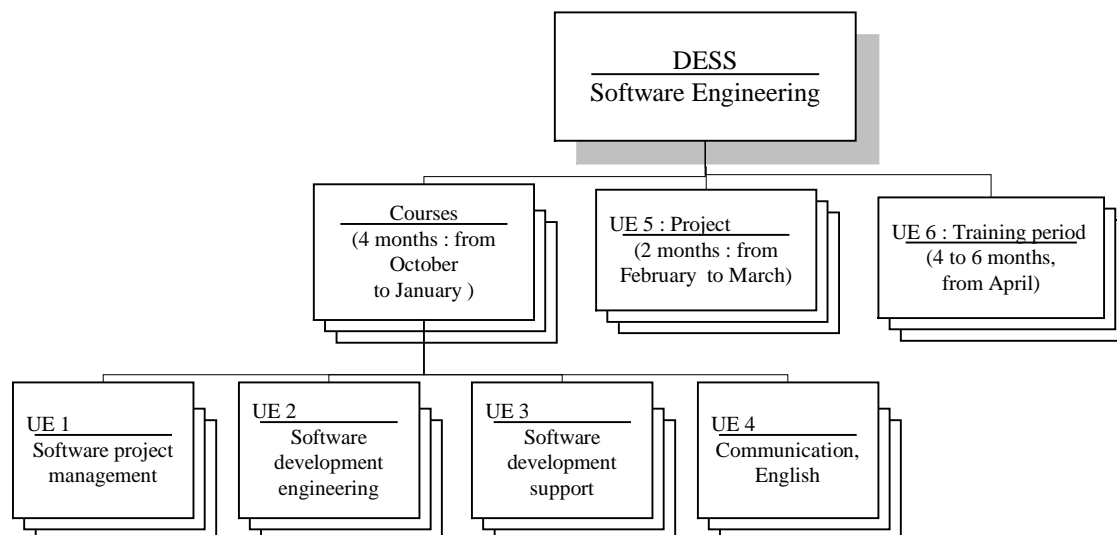 DESS
Software Engineering
Courses
(4 months : from
October
to January )
UE 5 : Project
(2 months : from
February to March)
UE 6 : Training period
(4 to 6 months,
from April)
UE 1
Software project
management
UE 2
Software
development
engineering
UE 3
Software
development
support
UE 4
Communication,
English